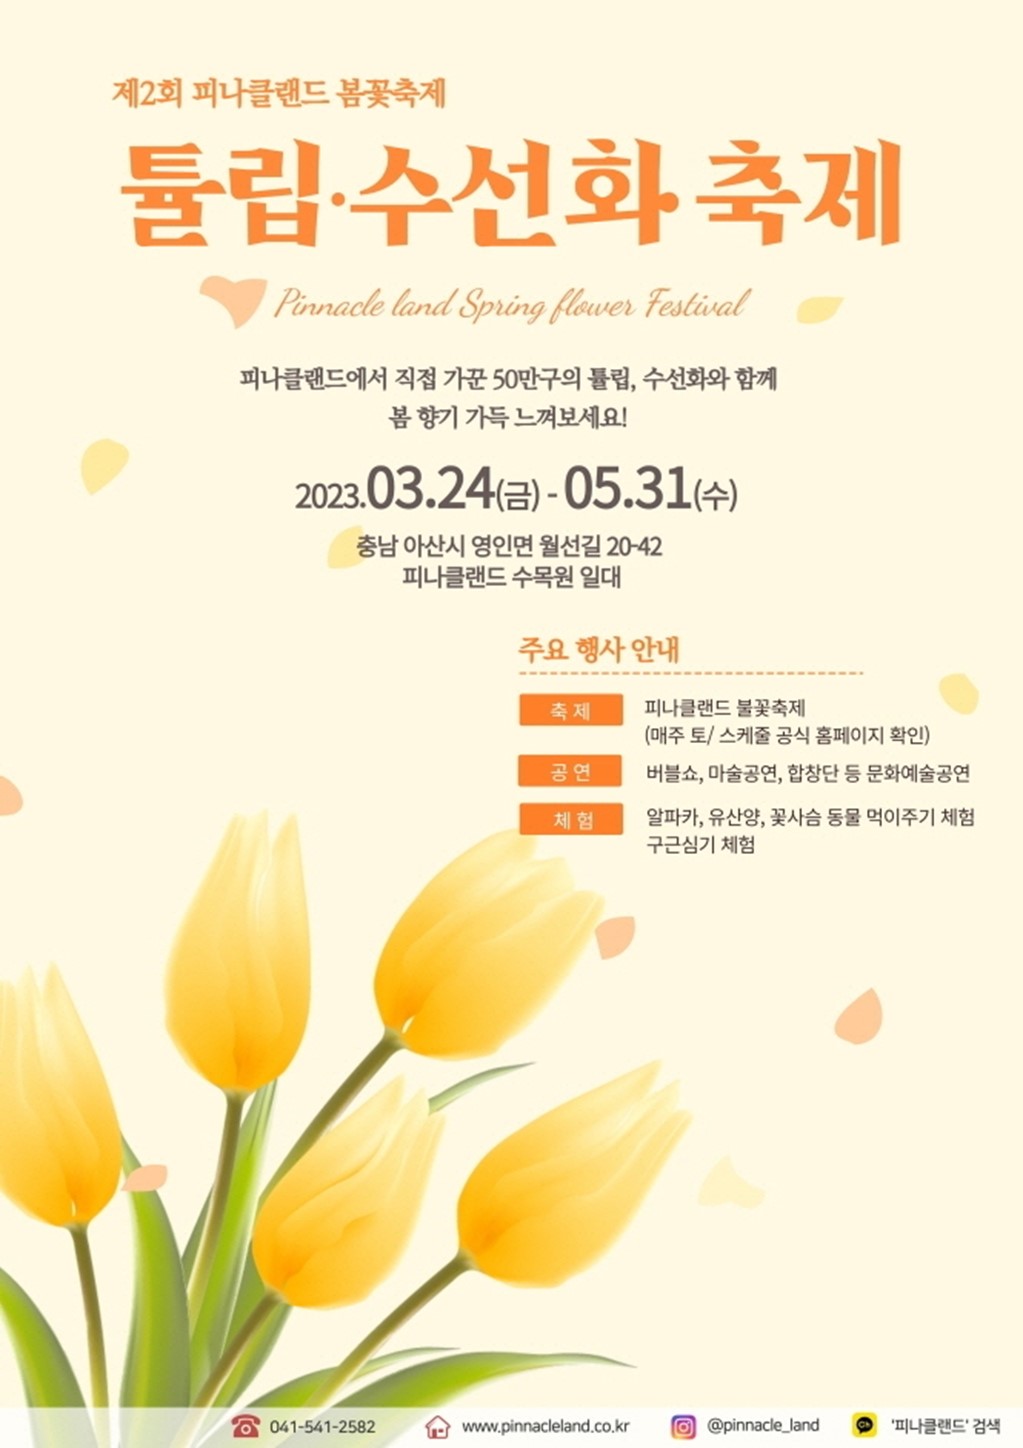 제2회 피나클랜드 봄꽃축제
튤립·수선화 축제
Pinnacle land Spring flower Festival
피나클랜드에서 직접 가꾼 50만구의 튤립, 수선화와 함께
봄 향기 가득 느껴보세요!
2023.03.24(금) - 05.31(수)
충남 아산시 영인면 월선길 20-42
피나클랜드 수목원 일대
주요 행사 안내
축 제 피나클랜드 불꽃축제
(매주 토/ 스케줄 공식 홈페이지 확인)
공 연 버블쇼, 마술공연, 합창단 등 문화예술공연
체 험 알파카, 유산양, 꽃사슴 동물 먹이주기 체험
구근심기 체험
041-541-2582 www.pinnacleland.co.kr @pinnacle_land '피나클랜드' 검색